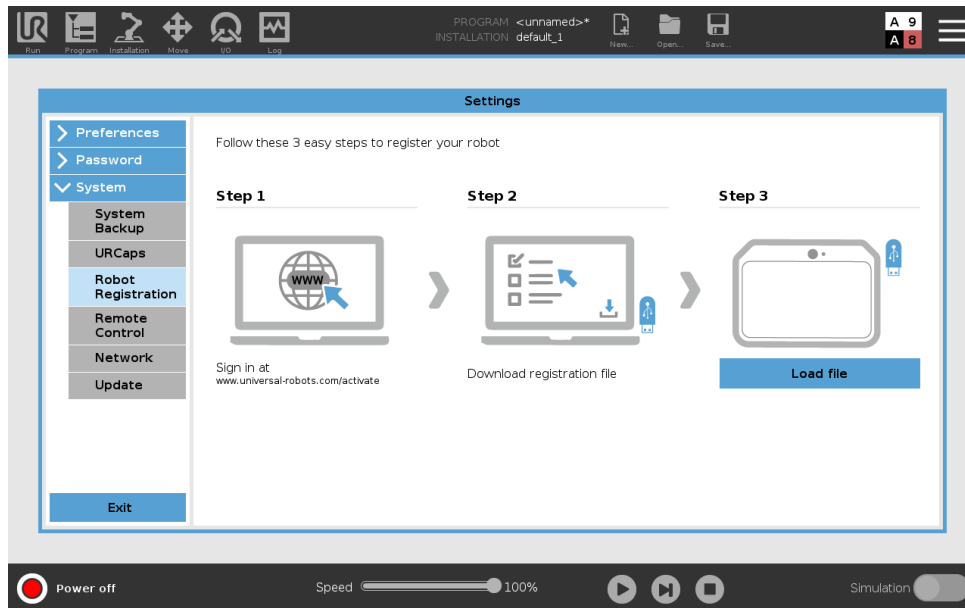 UR
PROGRAM <unnamed>*
INSTALLATION default_1
A 9
A 8
Run
Program
Installation
Move
I/O
Log
New...
Open...
Save...
Settings
Preferences
Password
System
System
Backup
URCaps
Robot
Registration
Remote
Control
Network
Update
Exit
Follow these 3 easy steps to register your robot
Step 1
www
Sign in at
www.universal-robots.com/activate
Step 2
Download registration file
Step 3
Load file
Power off
Speed
100%
Simulation